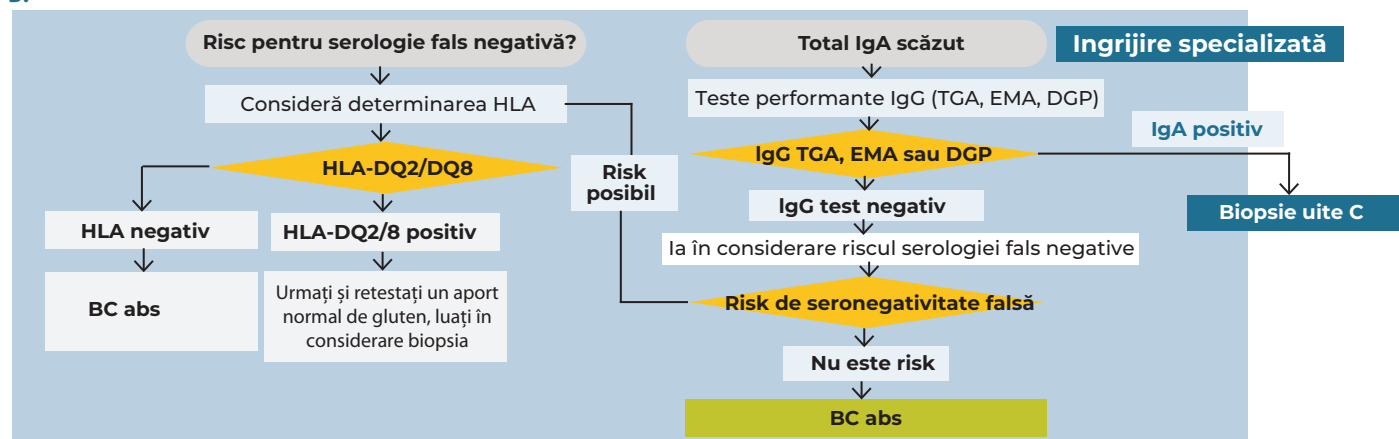 Risc pentru serologie fals negativă?
Consideră determinarea HLA
HLA-DQ2/DQ8
HLA negativ
HLA-DQ2/8 positiv
BC abs
Urmați și retestați un aport
normal de gluten, luați în
considerare biopsia
Risk
posibil
Total IgA scăzut
Teste performante IgG (TGA, EMA, DGP)
IgG TGA, EMA sau DGP
IgG test negativ
Ia în considerare riscul serologiei fals negative
Risk de seronegativitate falsă
Nu este risk
BC abs
Ingrijire specializată
IgA positiv
Biopsie uite C